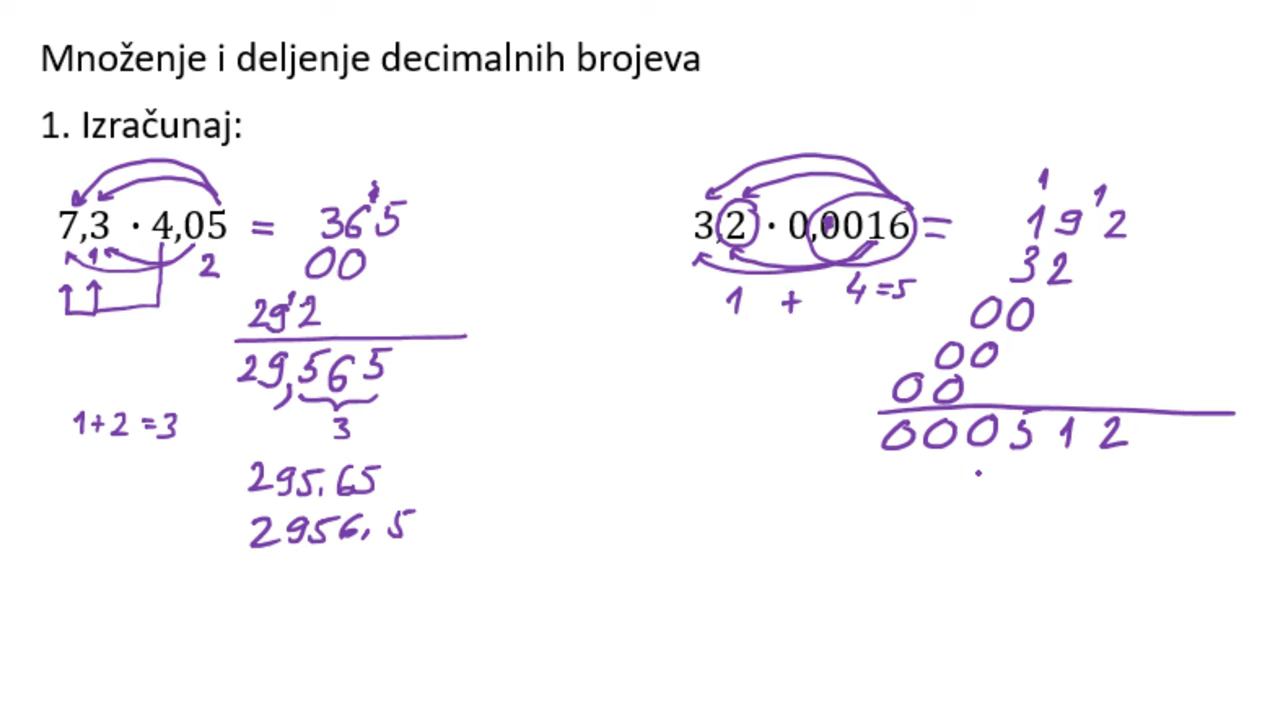 Množenje i deljenje decimalnih brojeva
1. Izračunaj:
7,3 · 4,05 = 365
1 2
00
292
29,565
3
1+2=3
295,65
2956,5
3,2 · 0,0016 = 192
1 + 4=5
32
00
00
00
000512